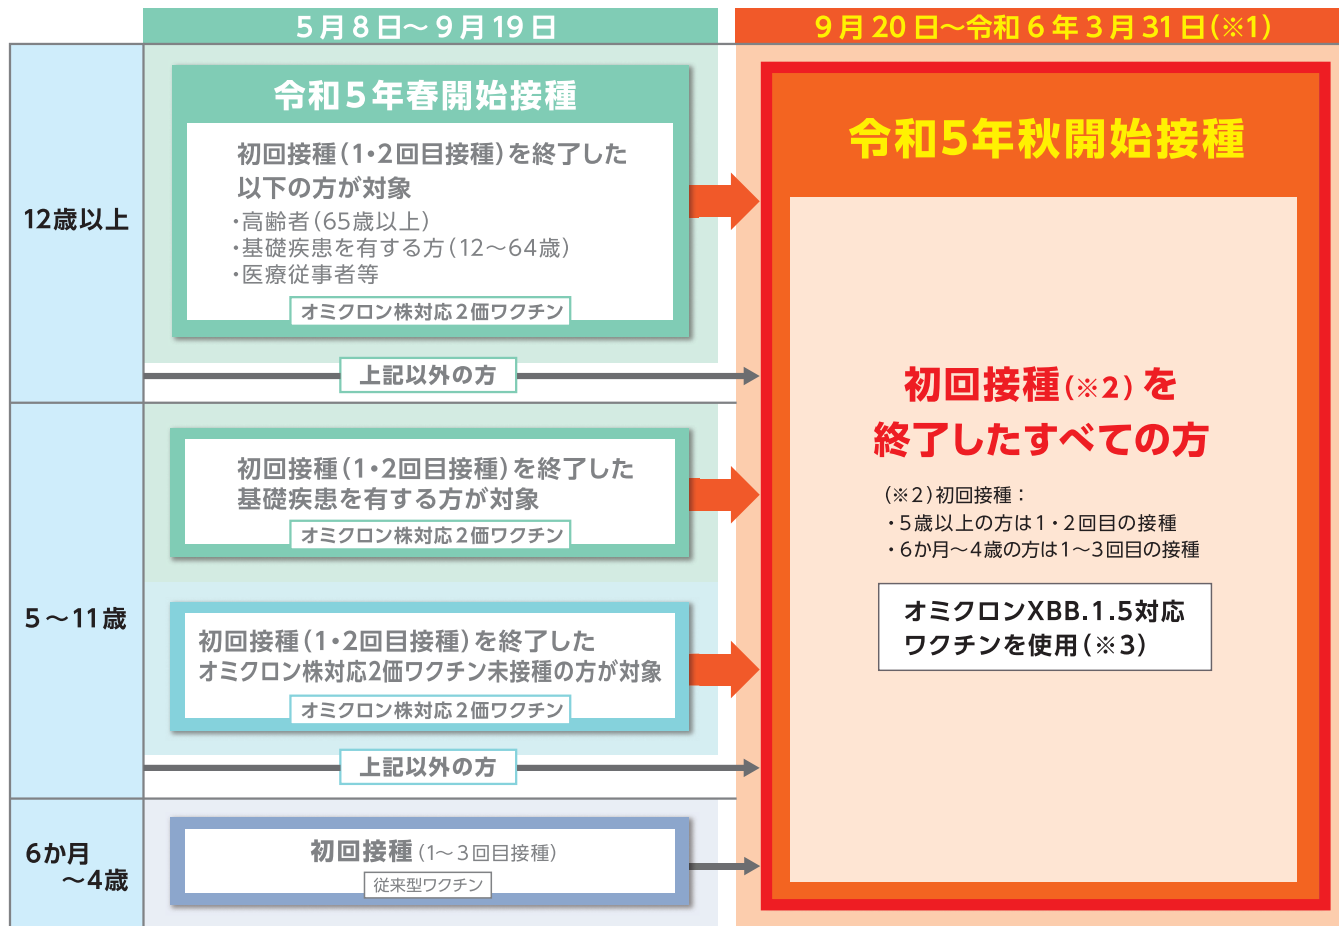 5月8日～9月19日
9月20日～令和6年3月31日(※1)
12歳以上
令和5年春開始接種
初回接種(1・2回目接種)を終了した
以下の方が対象
・高齢者(65歳以上)
・基礎疾患を有する方(12～64歳)
・医療従事者等
オミクロン株対応2価ワクチン
上記以外の方
5～11歳
初回接種(1・2回目接種)を終了した
基礎疾患を有する方が対象
オミクロン株対応2価ワクチン
初回接種(1・2回目接種)を終了した
オミクロン株対応2価ワクチン未接種の方が対象
オミクロン株対応2価ワクチン
上記以外の方
6か月
～4歳
初回接種(1～3回目接種)
従来型ワクチン
令和5年秋開始接種
初回接種(※2)を
終了したすべての方
(※2)初回接種：
・5歳以上の方は1・2回目の接種
・6か月～4歳の方は1～3回目の接種
オミクロンXBB.1.5対応
ワクチンを使用(※3)